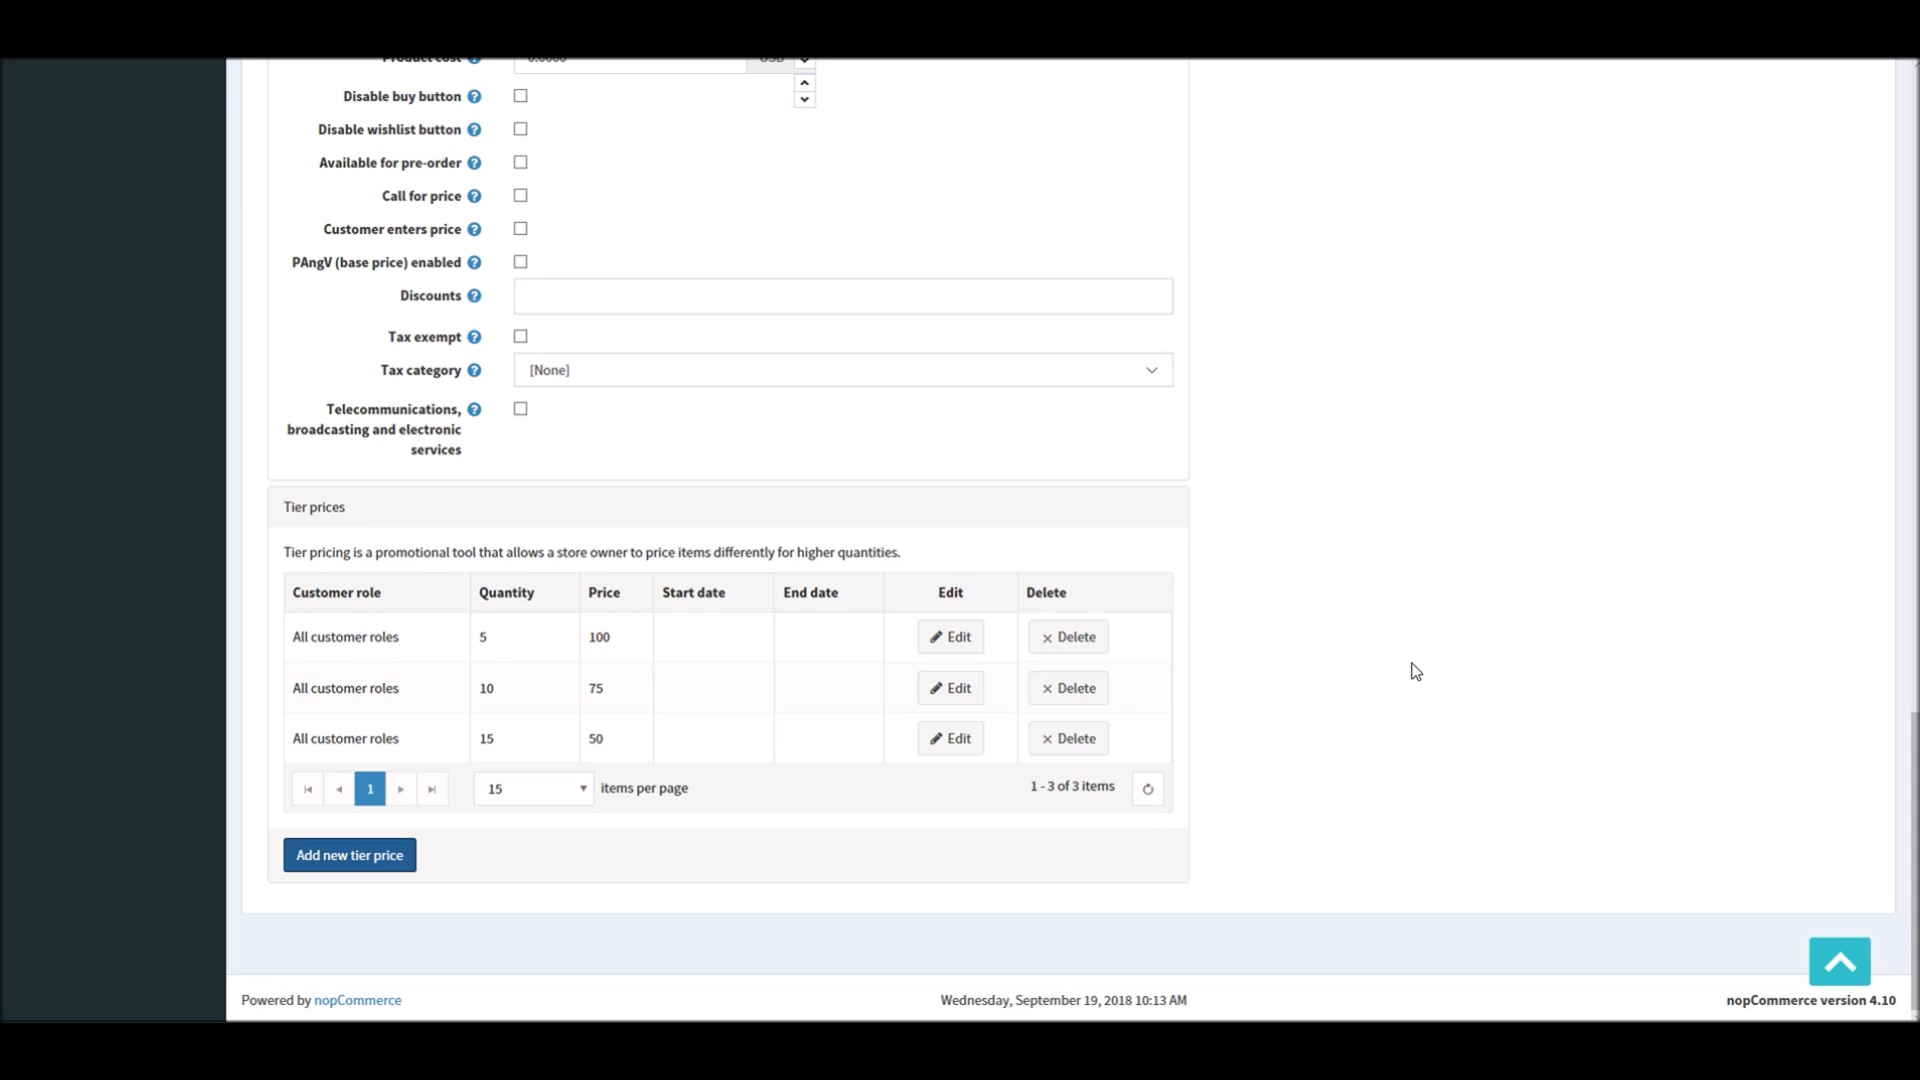 Product cost 0.0000 USD
Disable buy button
Disable wishlist button
Available for pre-order
Call for price
Customer enters price
PAngV (base price) enabled
Discounts
Tax exempt
Tax category [None]
Telecommunications,
broadcasting and electronic
services
Tier prices
Tier pricing is a promotional tool that allows a store owner to price items differently for higher quantities.
Customer role Quantity Price Start date End date Edit Delete
All customer roles 5 100 Edit Delete
All customer roles 10 75 Edit Delete
All customer roles 15 50 Edit Delete
1 15 items per page 1 - 3 of 3 items
Add new tier price
Powered by nopCommerce Wednesday, September 19, 2018 10:13 AM nopCommerce version 4.10